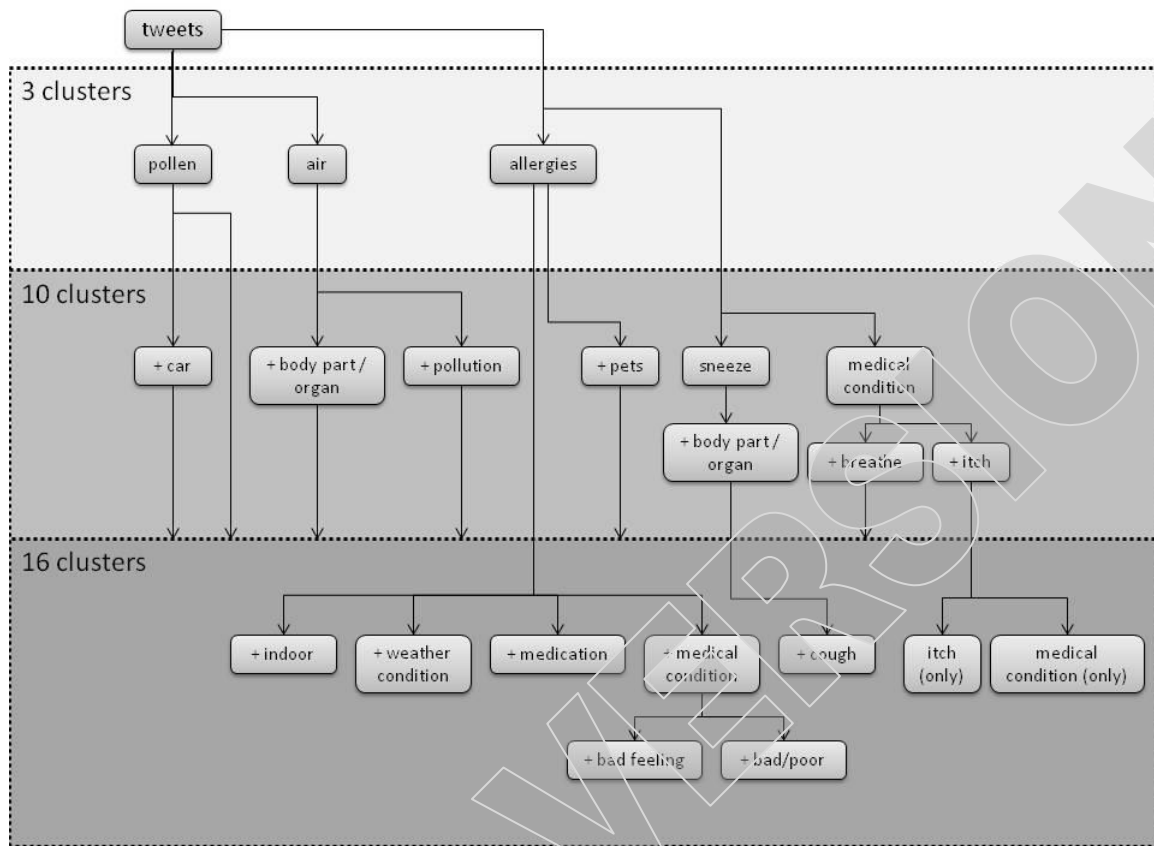 tweets
3 clusters
pollen
air
allergies
10 clusters
+ car
+ body part /
organ
+ pollution
+ pets
sneeze
medical
condition
+ body part /
organ
+ breathe
+ itch
16 clusters
+ indoor
+ weather
condition
+ medication
+ medical
condition
+ cough
itch
(only)
medical
condition (only)
+ bad feeling
+ bad/poor
VERSION